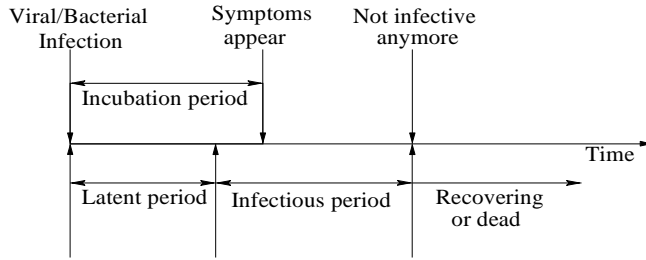 Viral/Bacterial
Infection
Symptoms
appear
Not infective
anymore
Incubation period
Time
Latent period
Infectious period
Recovering
or dead